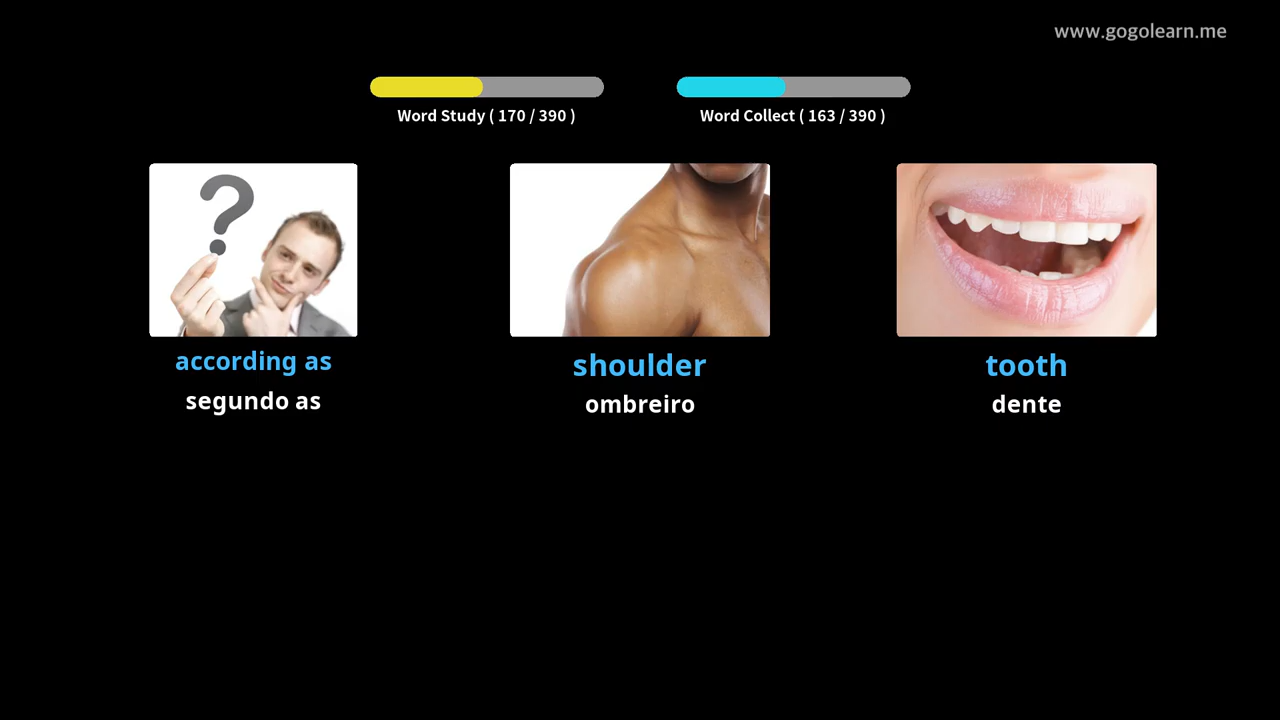 www.gogolearn.me
Word Study ( 170 / 390 )
Word Collect ( 163 / 390 )
?
according as
segundo as
shoulder
ombreiro
tooth
dente